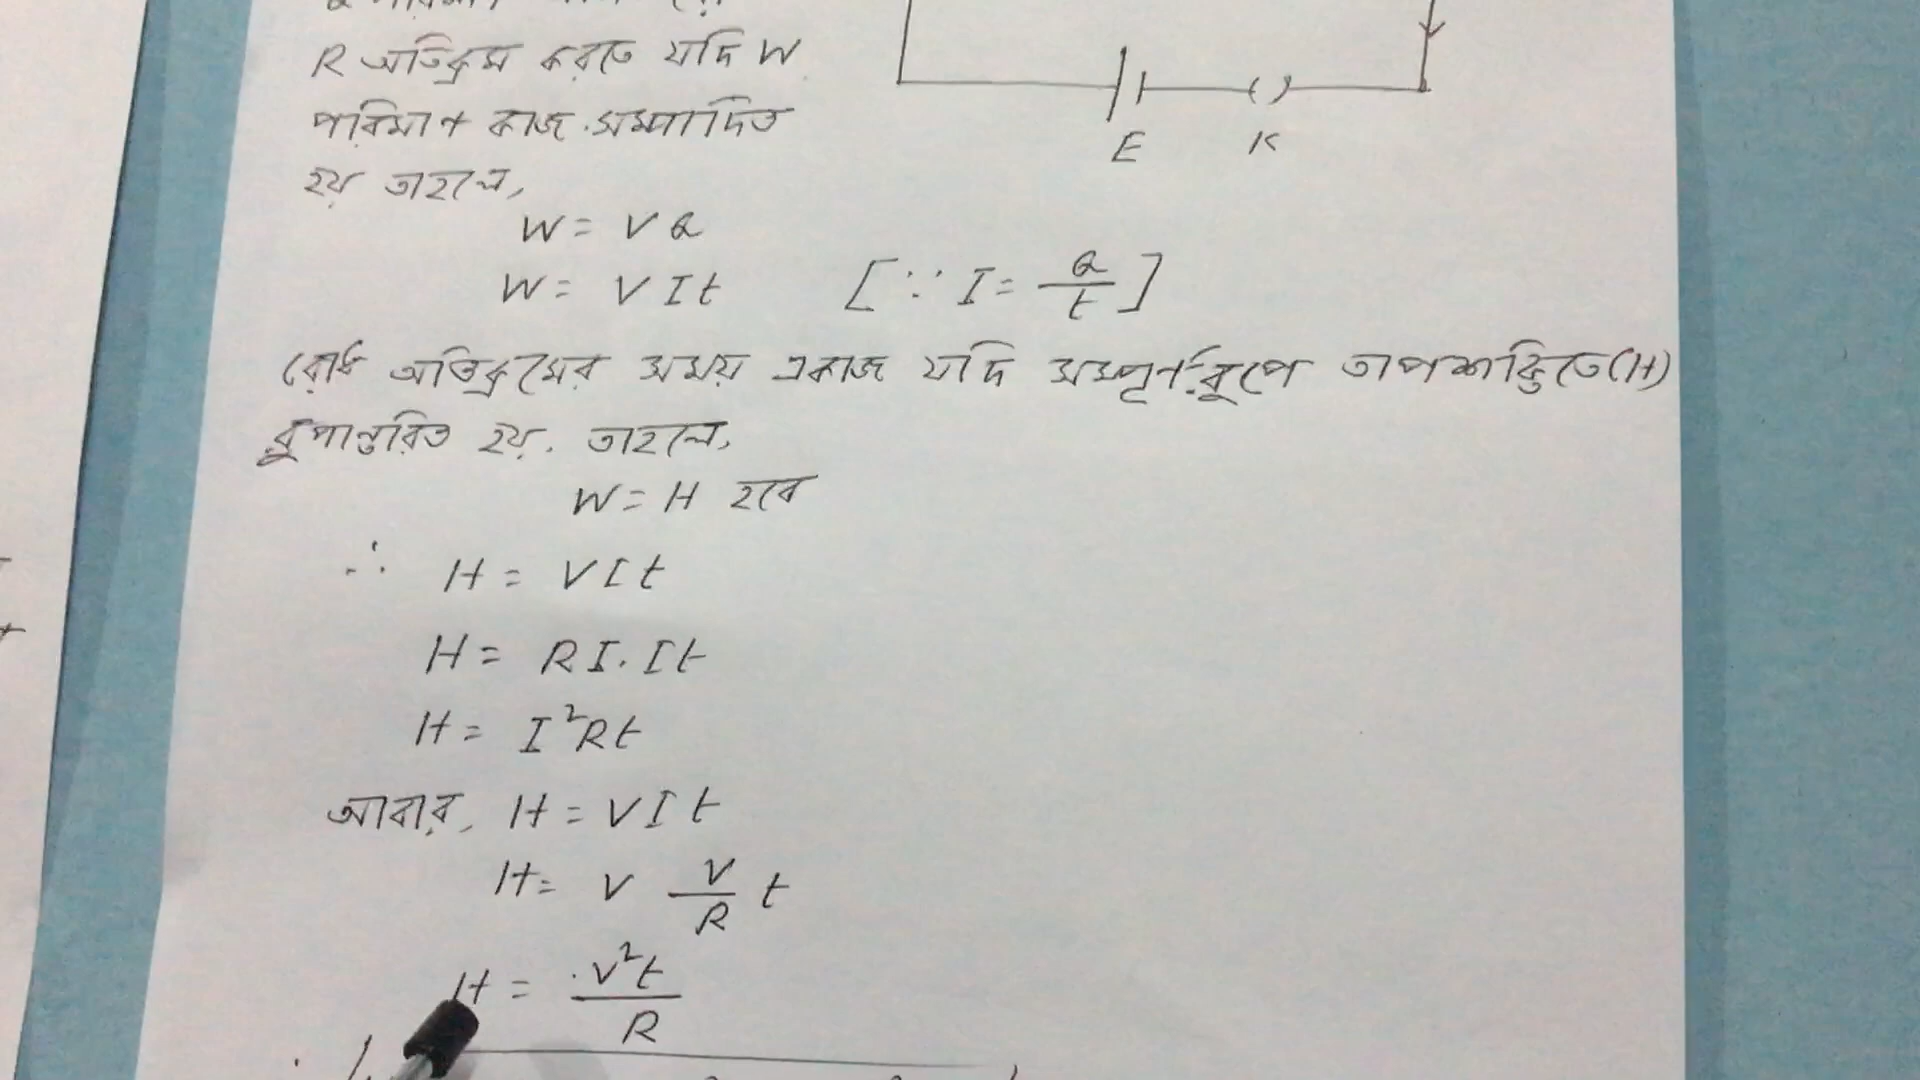 R অতিক্রম করতে যদি W
পরিমাণ কাজ সম্পাদিত
হয় তাহলে,
E K
W = VQ
W = VIt [∵ I = Q/t]
রোধ অতিক্রমের সময় একাজ যদি সম্পূর্ণরূপে তাপশক্তিতে (H)
রূপান্তরিত হয়. তাহলে,
W = H হবে
∴ H = VIt
H = RI.It
H = I²Rt
আবার, H = VIt
H = V V/R t
H = V²t/R